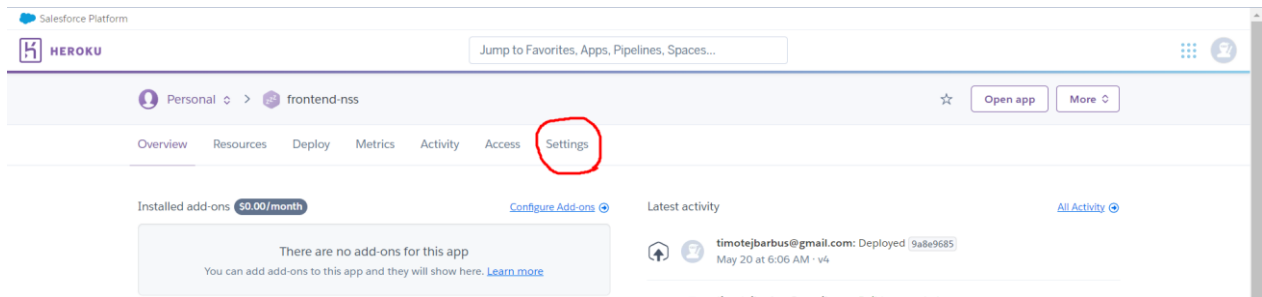 Salesforce Platform
HEROKU
Jump to Favorites, Apps, Pipelines, Spaces...
Personal > frontend-nss
Open app
More
Overview Resources Deploy Metrics Activity Access Settings
Installed add-ons $0.00/month Configure Add-ons
There are no add-ons for this app
You can add add-ons to this app and they will show here. Learn more
Latest activity All Activity
timotejbarbus@gmail.com: Deployed 9a8e9685
May 20 at 6:06 AM · v4